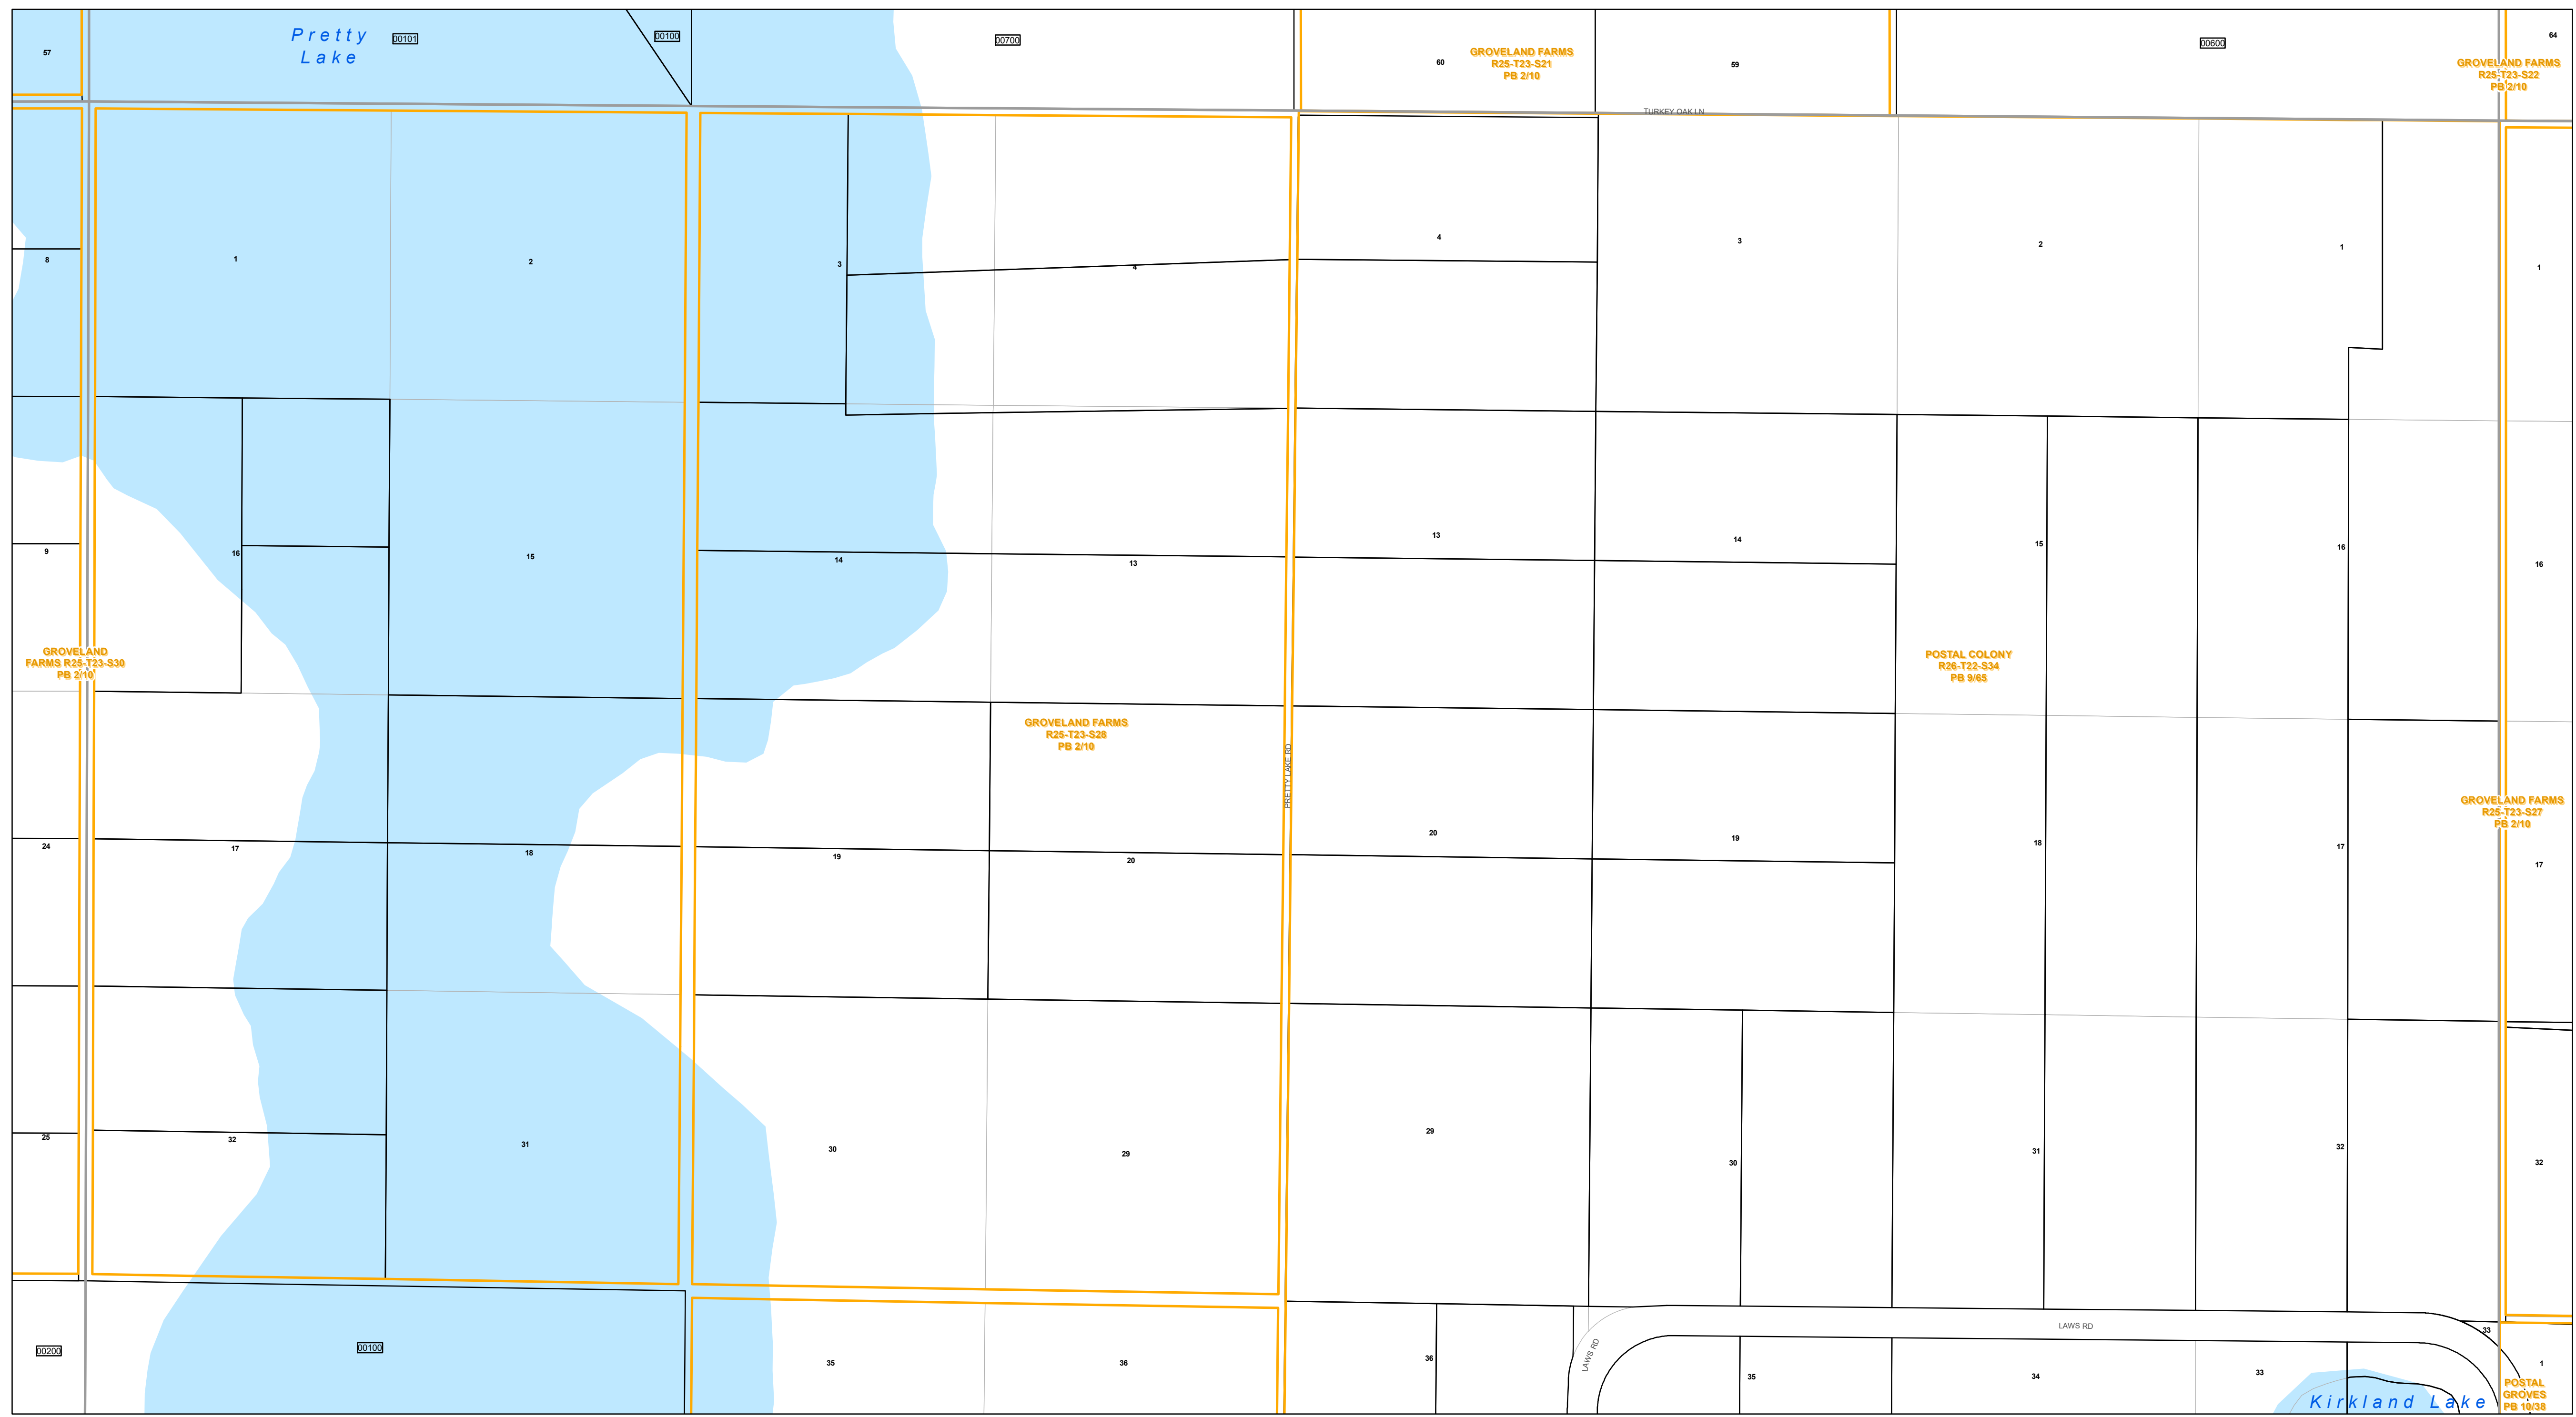 57
Pretty
Lake
00101
00100
00700
60
GROVELAND FARMS
R25-T23-S21
PB 2/10
59
00600
64
GROVELAND FARMS
R25-T23-S22
PB 2/10
TURKEY OAK LN
8
1
2
3
4
4
3
2
1
1
9
16
15
14
13
13
14
15
16
16
GROVELAND
FARMS R25-T23-S30
PB 2/10
POSTAL COLONY
R26-T22-S34
PB 9/65
GROVELAND FARMS
R25-T23-S28
PB 2/10
PRETTY LAKE RD
GROVELAND FARMS
R25-T23-S27
PB 2/10
24
17
18
19
20
20
19
18
17
17
25
32
31
30
29
29
30
31
32
32
00200
00100
35
36
36
LAWS RD
LAWS RD
35
34
33
33
1
Kirkland Lake
POSTAL
GROVES
PB 10/38